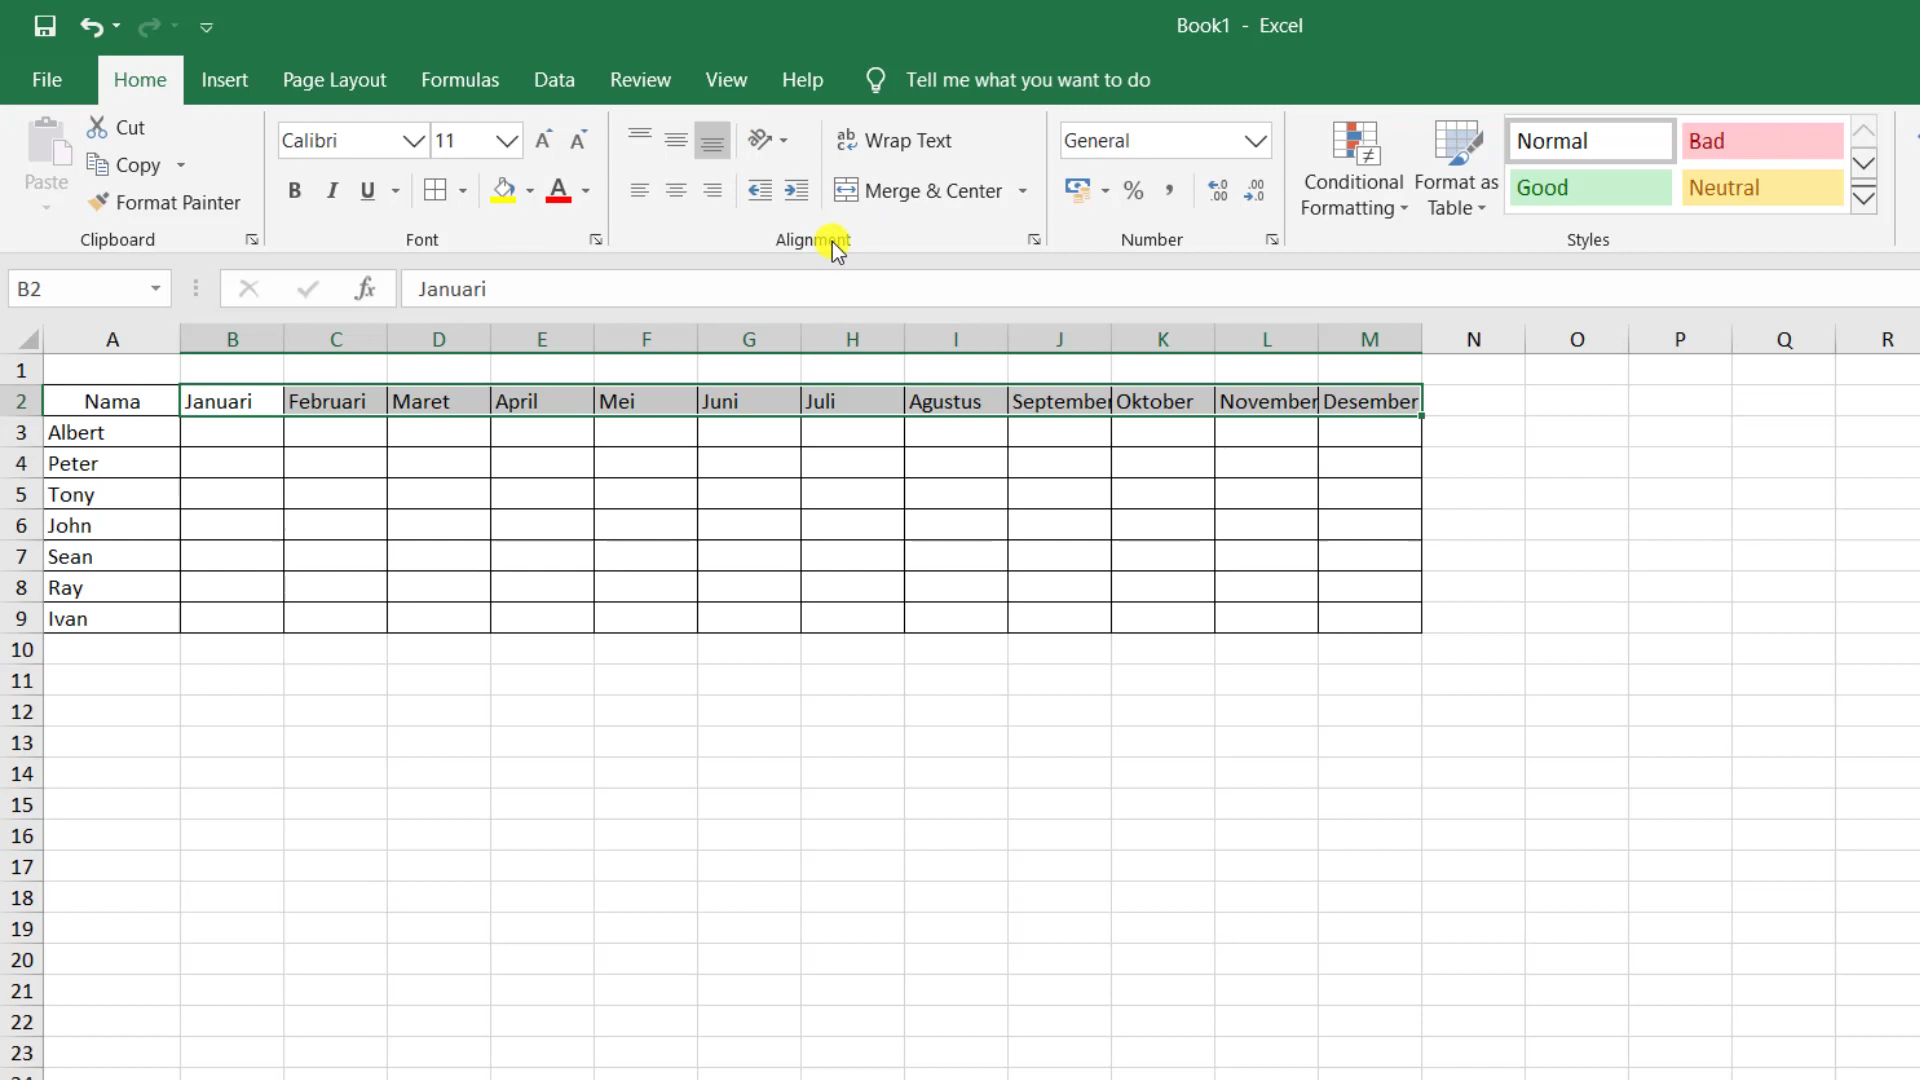 Book1 - Excel
File Home Insert Page Layout Formulas Data Review View Help Tell me what you want to do
Paste Cut Copy Format Painter Clipboard
Calibri 11 B I U A Font
Wrap Text Merge & Center Alignment
General % , Number
Conditional Formatting Format as Table
Normal Bad Good Neutral Styles
B2 fx Januari
A B C D E F G H I J K L M N O P Q R
1
2 Nama Januari Februari Maret April Mei Juni Juli Agustus September Oktober November Desember
3 Albert
4 Peter
5 Tony
6 John
7 Sean
8 Ray
9 Ivan
10
11
12
13
14
15
16
17
18
19
20
21
22
23